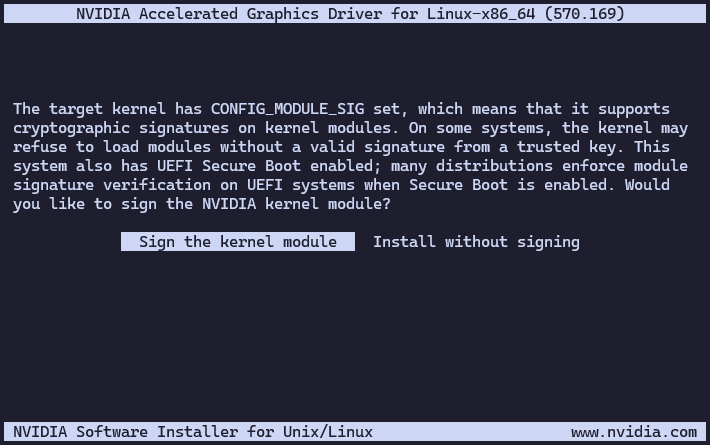 NVIDIA Accelerated Graphics Driver for Linux-x86_64 (570.169)
The target kernel has CONFIG_MODULE_SIG set, which means that it supports
cryptographic signatures on kernel modules. On some systems, the kernel may
refuse to load modules without a valid signature from a trusted key. This
system also has UEFI Secure Boot enabled; many distributions enforce module
signature verification on UEFI systems when Secure Boot is enabled. Would
you like to sign the NVIDIA kernel module?
Sign the kernel module Install without signing
NVIDIA Software Installer for Unix/Linux www.nvidia.com